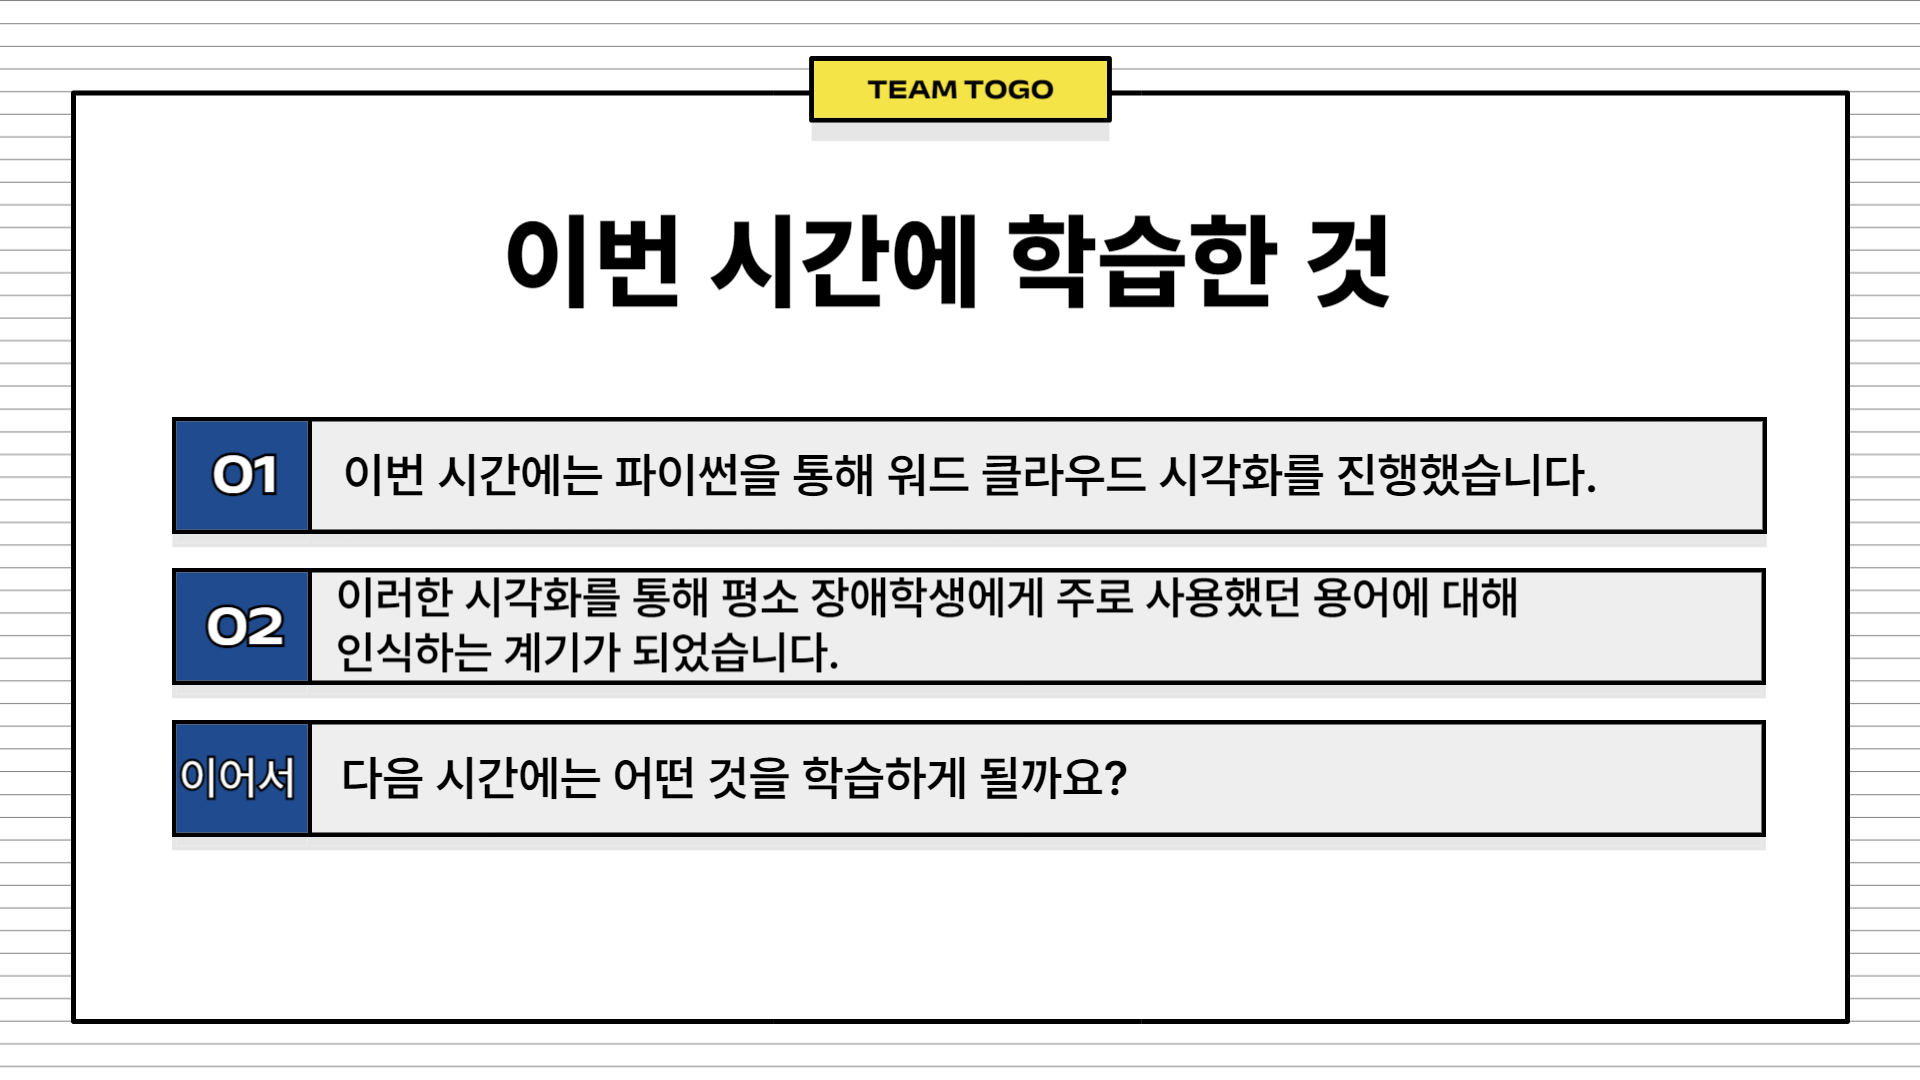 TEAM TOGO
이번 시간에 학습한 것
01
이번 시간에는 파이썬을 통해 워드 클라우드 시각화를 진행했습니다.
02
이러한 시각화를 통해 평소 장애학생에게 주로 사용했던 용어에 대해
인식하는 계기가 되었습니다.
이어서
다음 시간에는 어떤 것을 학습하게 될까요?